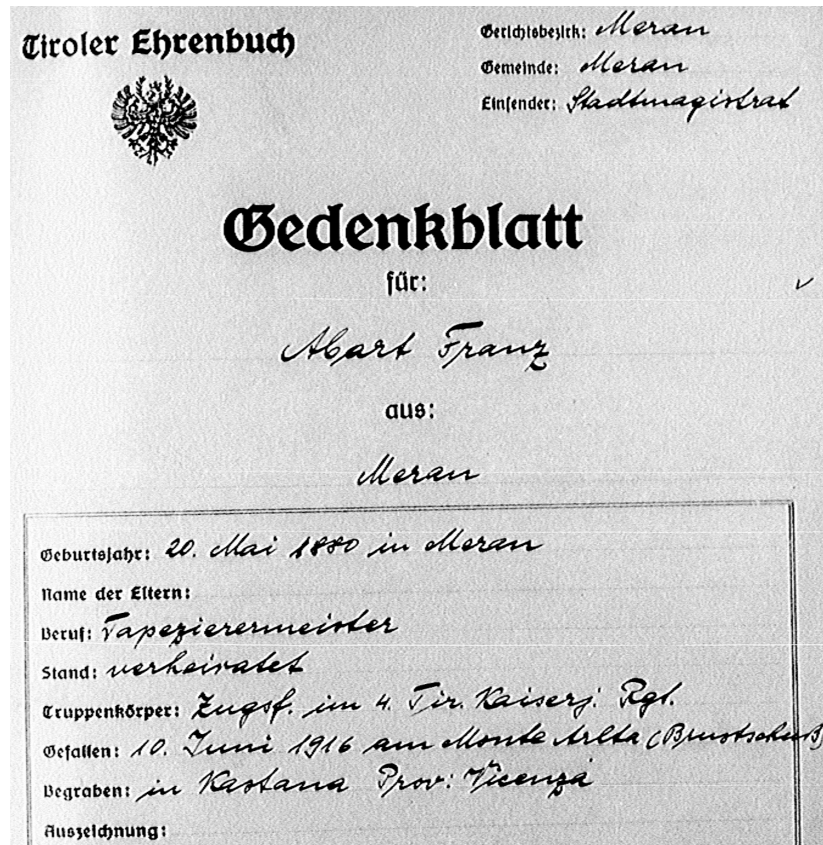 Tiroler Ehrenbuch
Gerichtsbezirk: Meran
Gemeinde: Meran
Einsender: Stadtmagistrat
Gedenkblatt
für:
Abart Franz
aus:
Meran
Geburtsjahr: 20. Mai 1880 in Meran
Name der Eltern:
Beruf: Tapezierermeister
Stand: verheiratet
Truppenkörper: Zugsf. im 4. Tir. Kaiserj. Rgt.
Gefallen: 10. Juni 1916 am Monte Arlta (Brustschuß)
Begraben: in Kastana Prov: Vicenza
Auszeichnung: